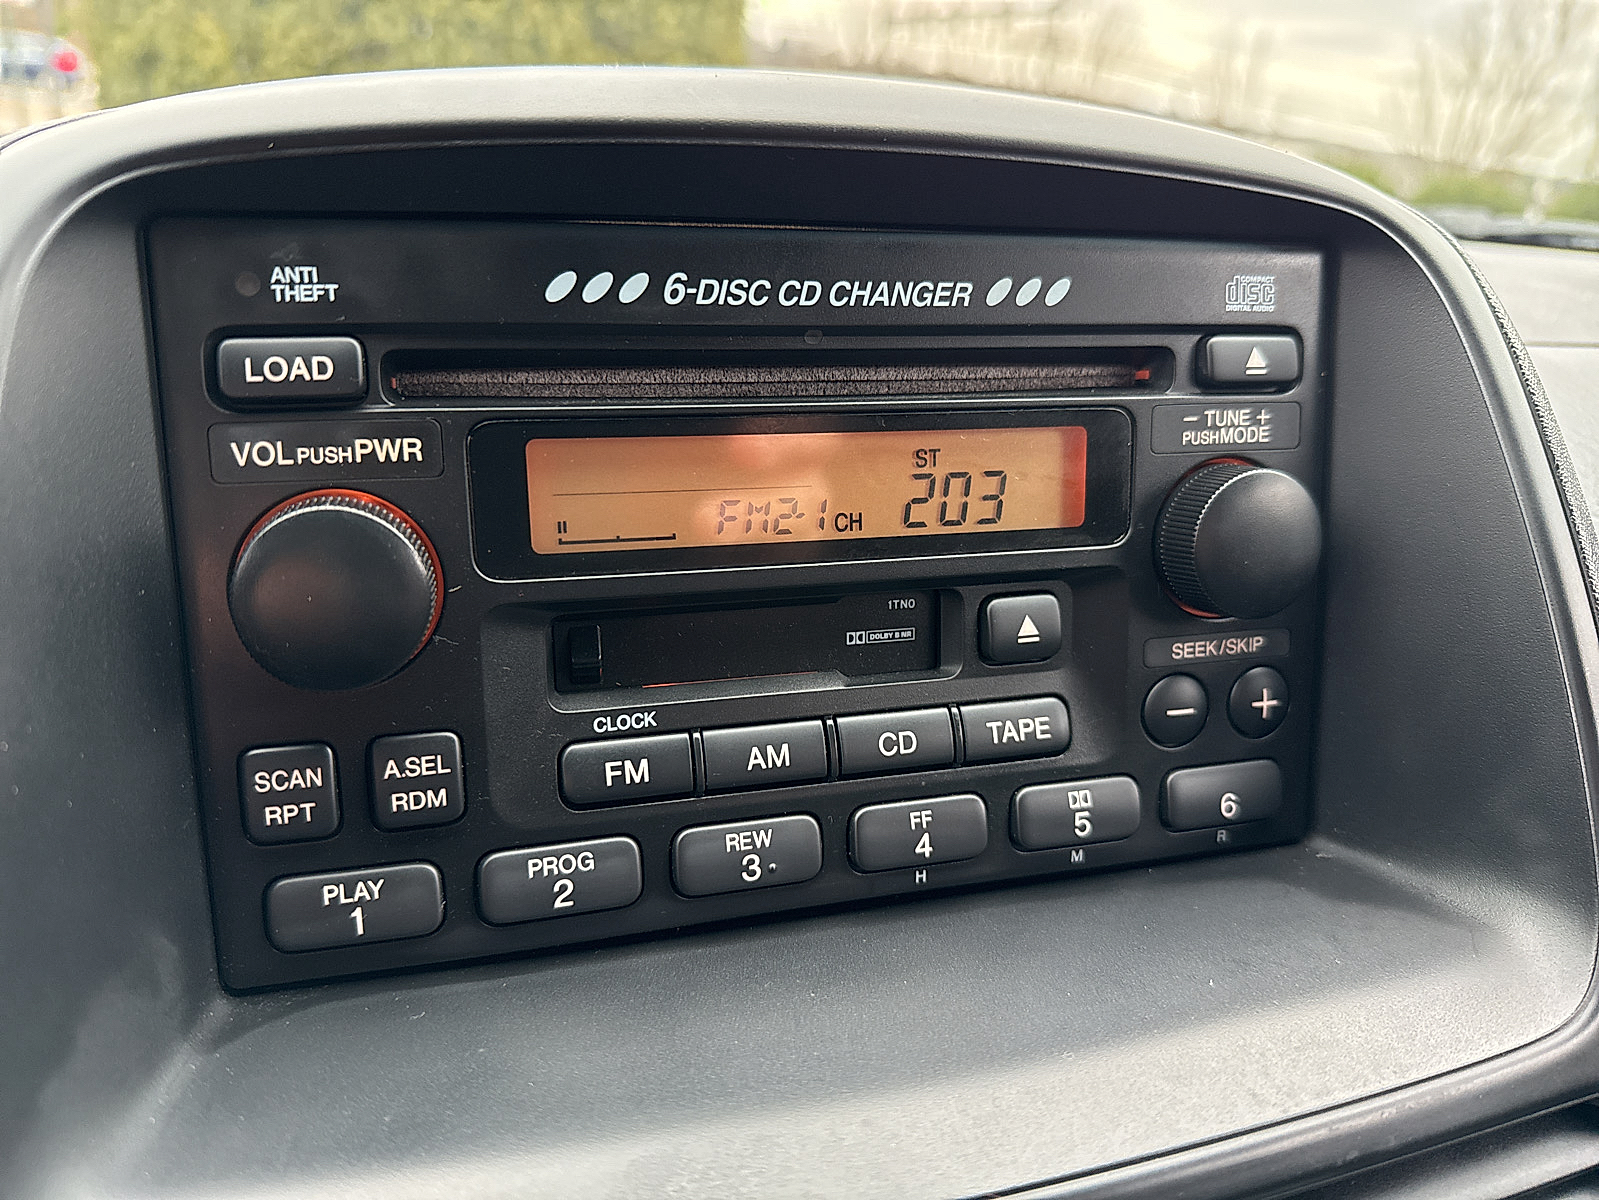 ANTI
THEFT
6-DISC CD CHANGER
COMPACT
disc
DIGITAL AUDIO
LOAD
VOL PUSH PWR
− TUNE +
PUSH MODE
ST
FM2-1 CH 203
1TN0
DOLBY B NR
SEEK/SKIP
− +
CLOCK
FM AM CD TAPE
SCAN
RPT
A.SEL
RDM
PLAY
1
PROG
2
REW
3
FF
4
H
5
M
6
R